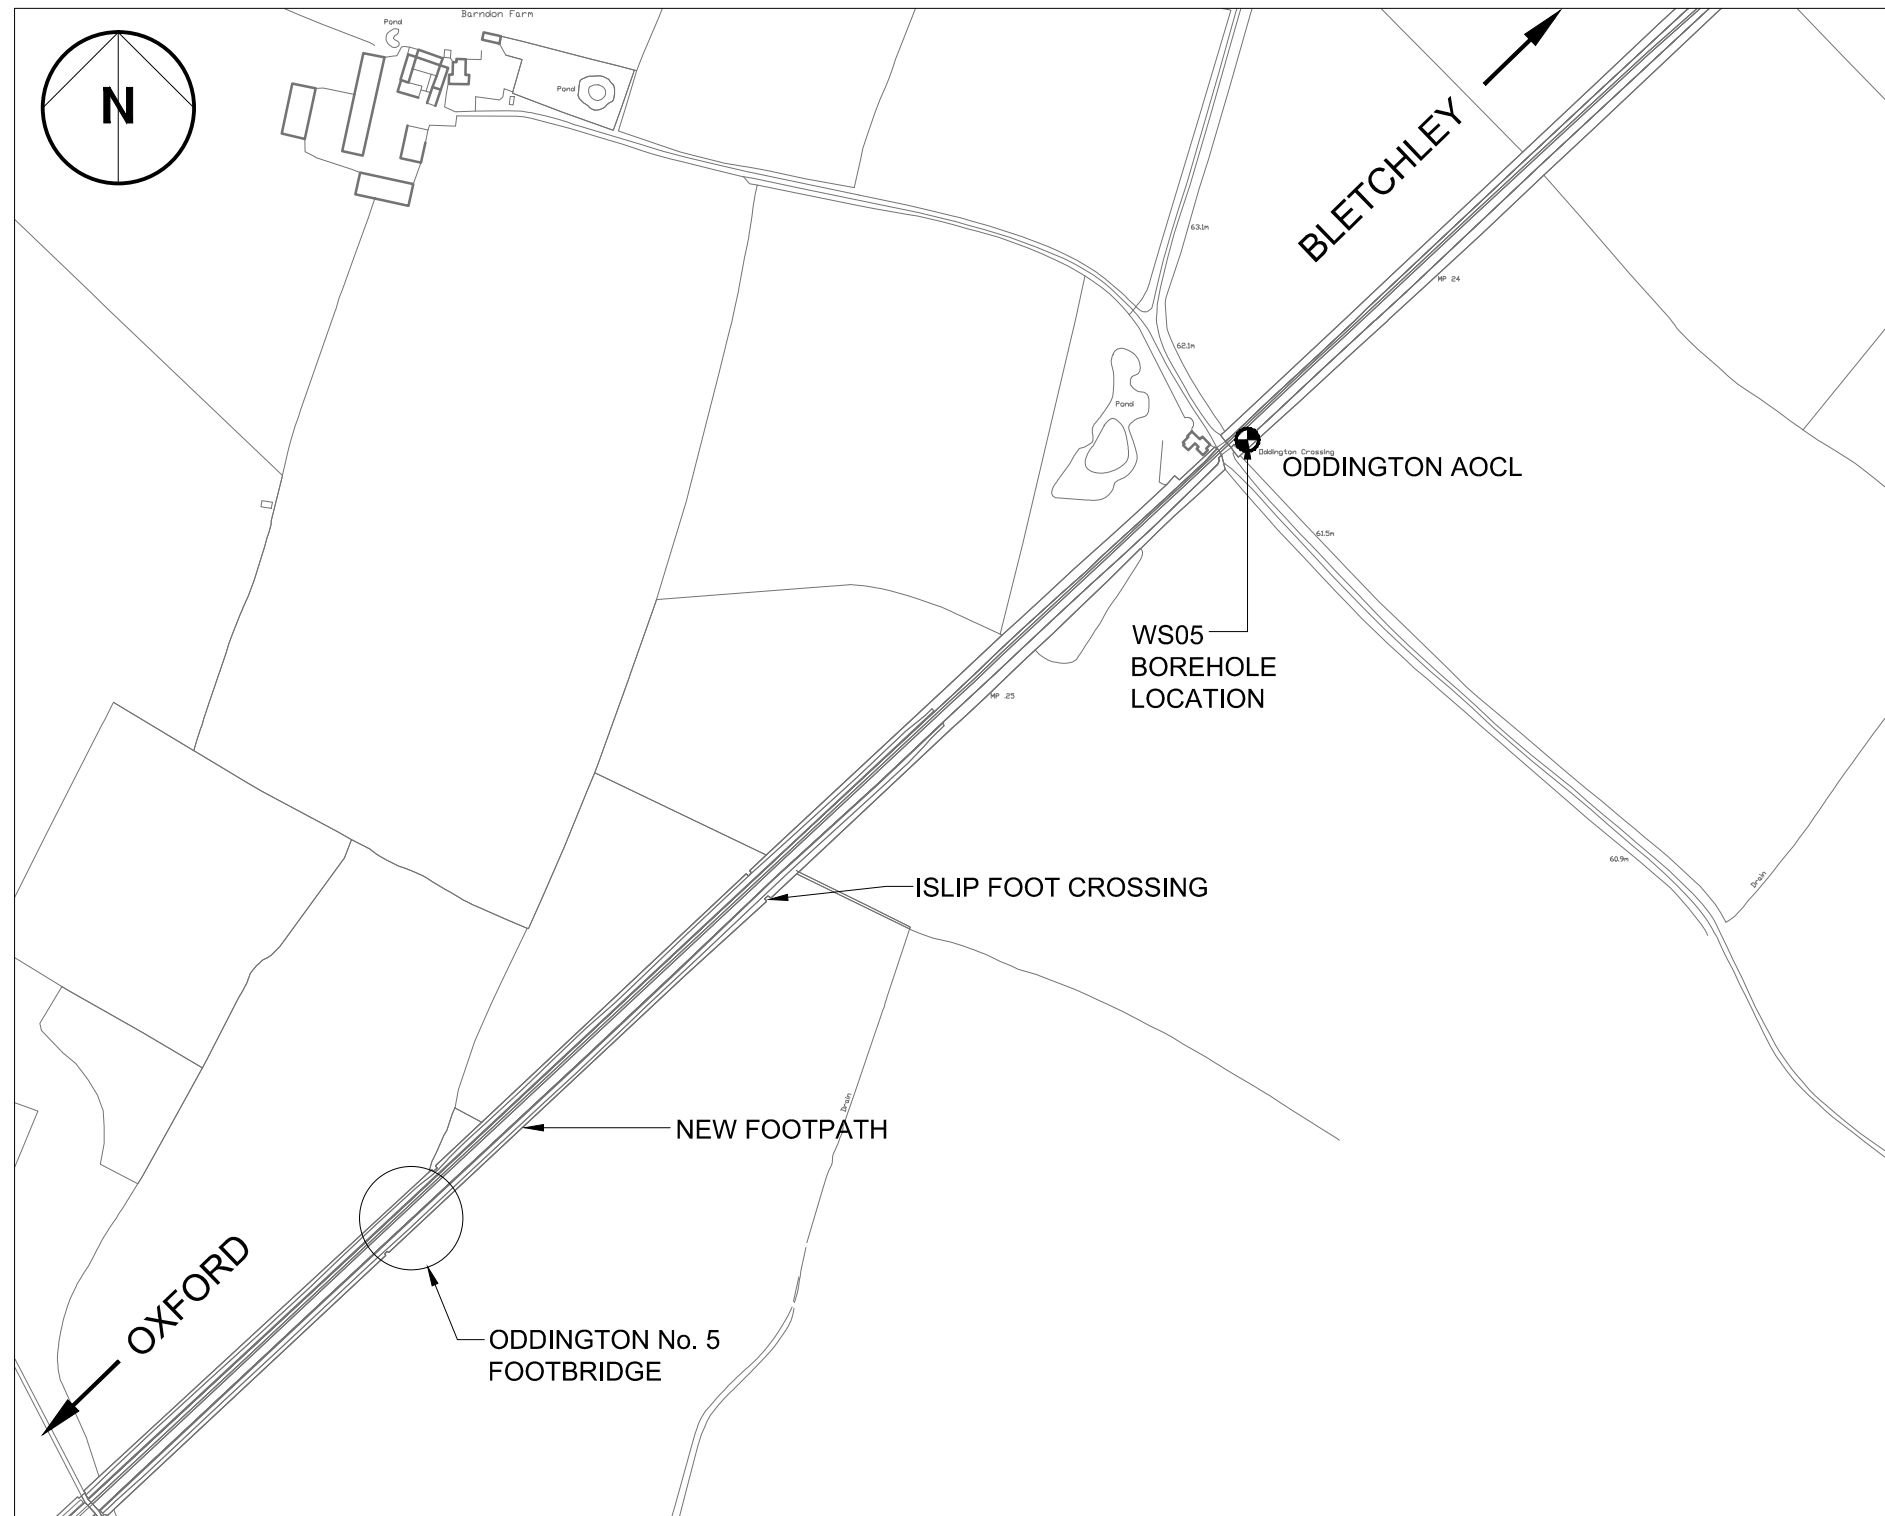 Barndon Farm
Pond
N
Pond
BLETCHLEY
63.1m
MP .24
62.1m
Pond
Oddington Crossing
ODDINGTON AOCL
61.5m
WS05
BOREHOLE
LOCATION
MP .25
60.9m
Drain
ISLIP FOOT CROSSING
Drain
NEW FOOTPATH
OXFORD
ODDINGTON No. 5
FOOTBRIDGE